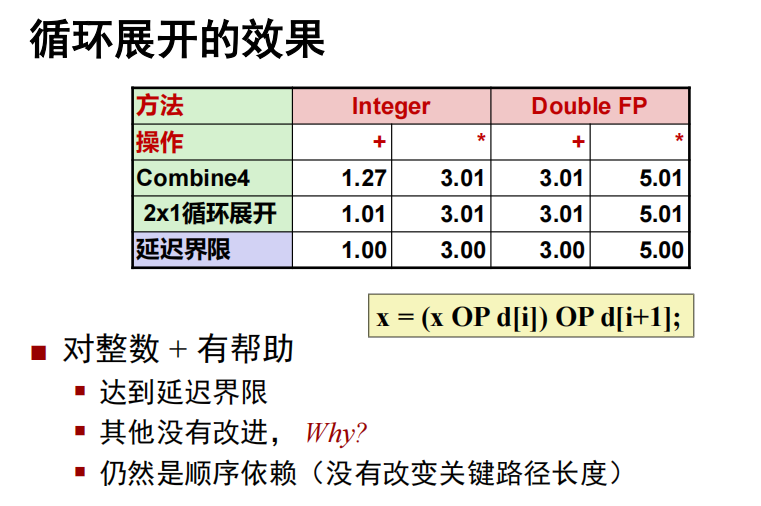 循环展开的效果
方法 Integer Double FP
操作 + * + *
Combine4 1.27 3.01 3.01 5.01
2x1循环展开 1.01 3.01 3.01 5.01
延迟界限 1.00 3.00 3.00 5.00
x = (x OP d[i]) OP d[i+1];
对整数 + 有帮助
达到延迟界限
其他没有改进， Why?
仍然是顺序依赖（没有改变关键路径长度）